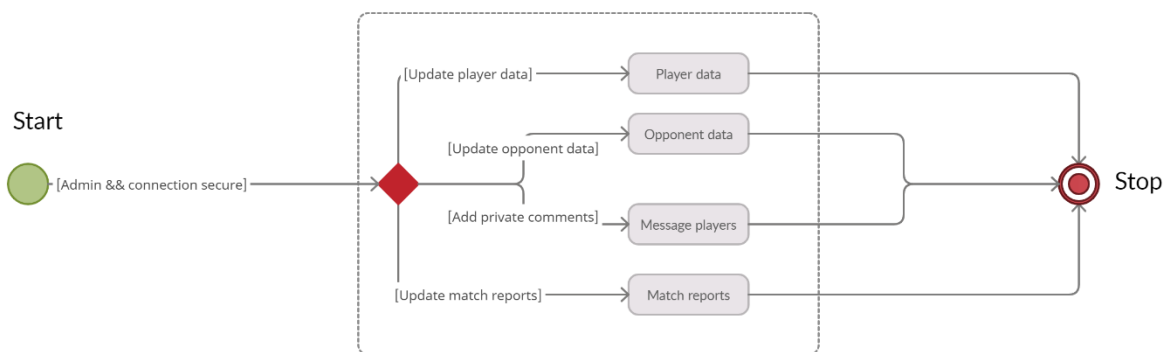 Start
[Admin && connection secure]
[Update player data]
Player data
[Update opponent data]
Opponent data
[Add private comments]
Message players
[Update match reports]
Match reports
Stop